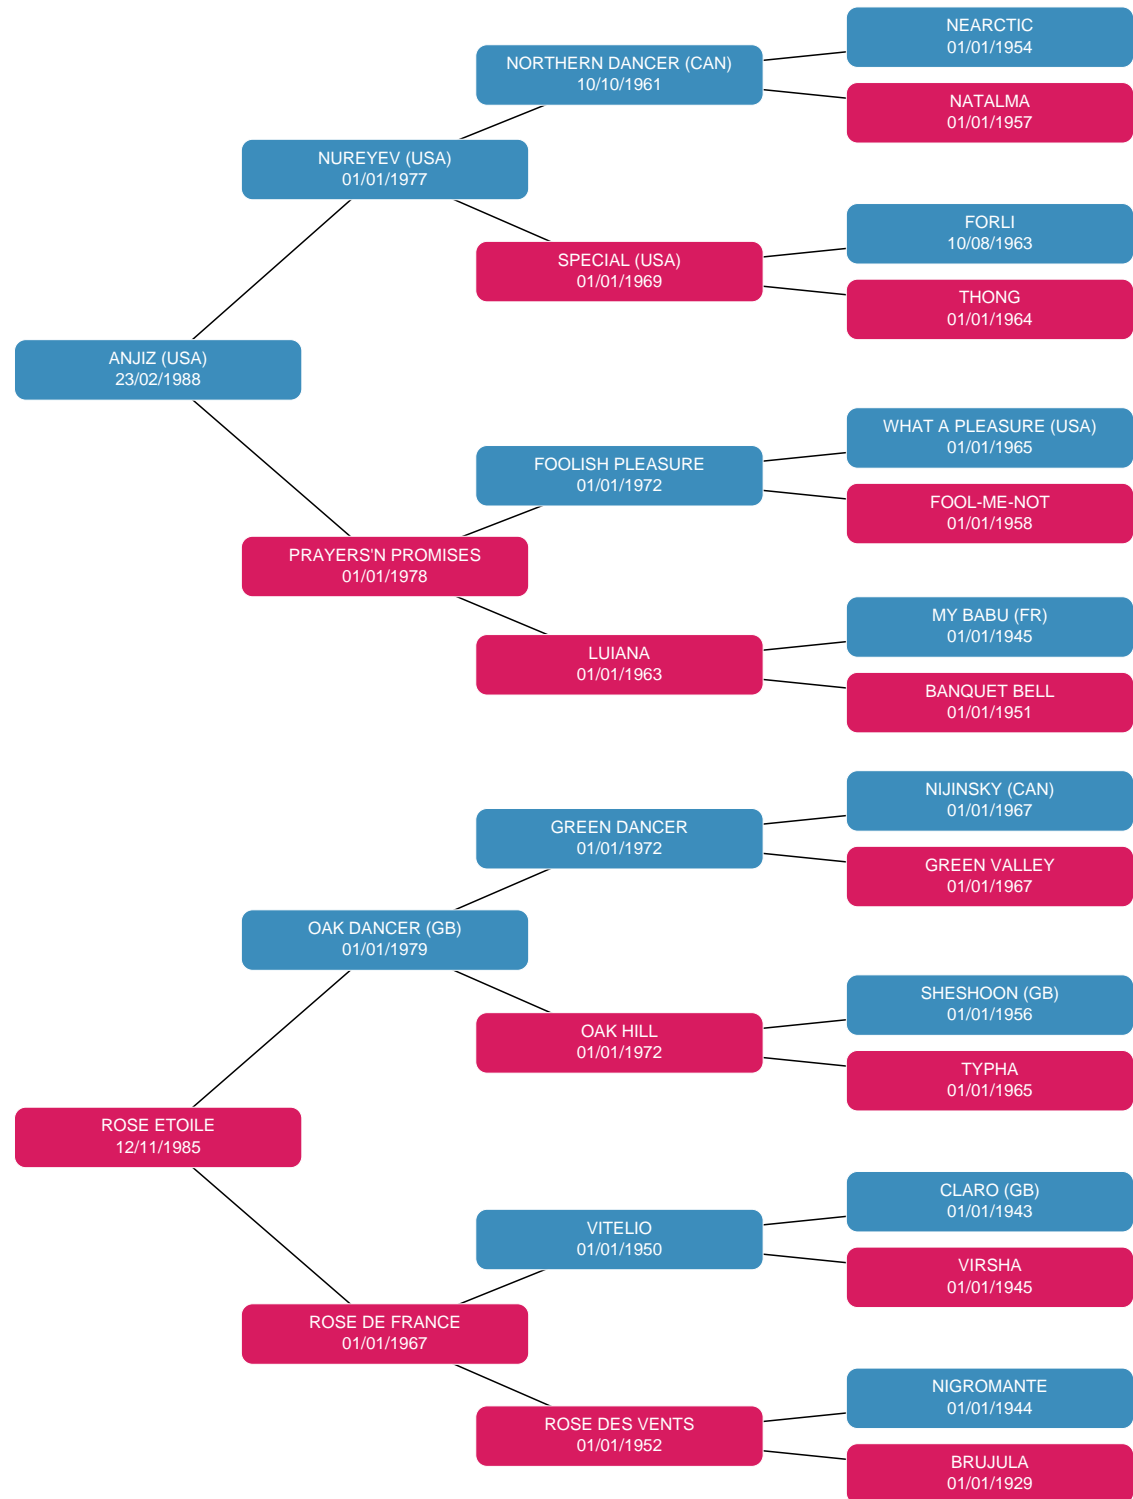 NEARCTIC
01/01/1954
NORTHERN DANCER (CAN)
10/10/1961
NATALMA
01/01/1957
NUREYEV (USA)
01/01/1977
FORLI
10/08/1963
SPECIAL (USA)
01/01/1969
THONG
01/01/1964
ANJIZ (USA)
23/02/1988
WHAT A PLEASURE (USA)
01/01/1965
FOOLISH PLEASURE
01/01/1972
FOOL-ME-NOT
01/01/1958
PRAYERS'N PROMISES
01/01/1978
MY BABU (FR)
01/01/1945
LUIANA
01/01/1963
BANQUET BELL
01/01/1951
NIJINSKY (CAN)
01/01/1967
GREEN DANCER
01/01/1972
GREEN VALLEY
01/01/1967
OAK DANCER (GB)
01/01/1979
SHESHOON (GB)
01/01/1956
OAK HILL
01/01/1972
TYPHA
01/01/1965
ROSE ETOILE
12/11/1985
CLARO (GB)
01/01/1943
VITELIO
01/01/1950
VIRSHA
01/01/1945
ROSE DE FRANCE
01/01/1967
NIGROMANTE
01/01/1944
ROSE DES VENTS
01/01/1952
BRUJULA
01/01/1929